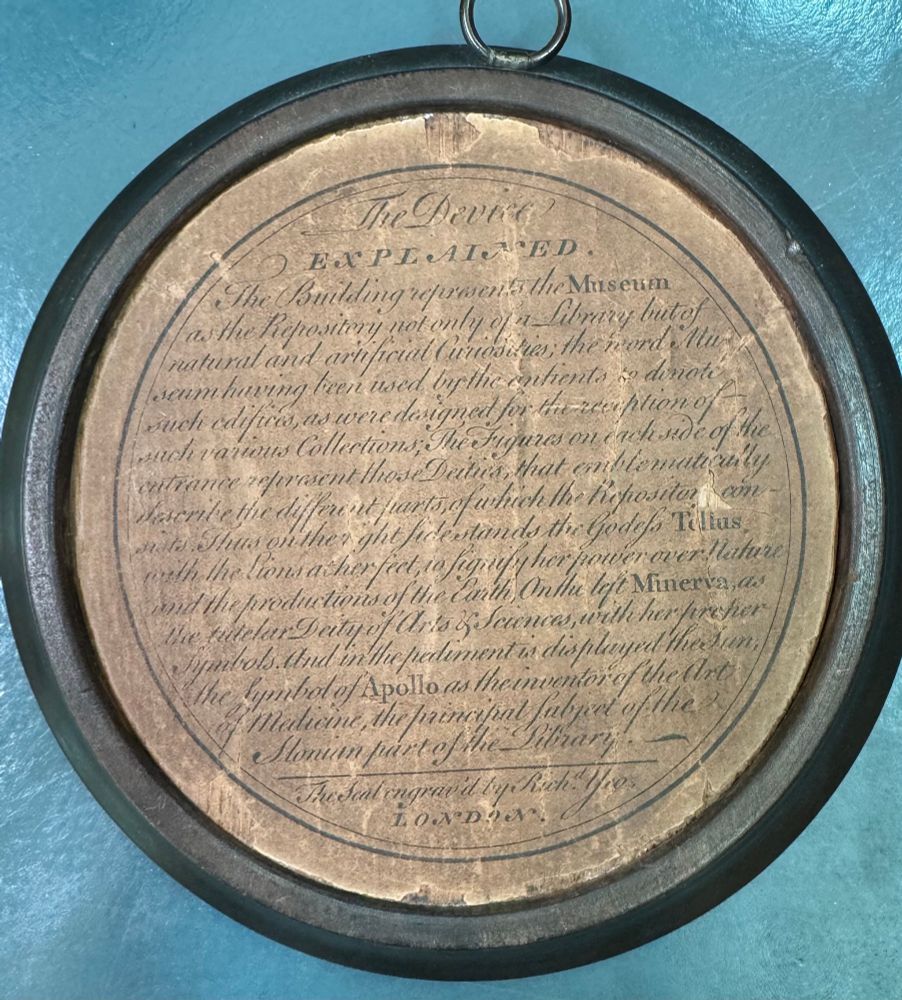 The Device
EXPLAINED.
The Building represents the Museum
as the Repository not only of a Library but of
natural and artificial Curiosities; the word Mu-
seum having been used by the entients to denote
such edifices, as were designed for the reception of
such various Collections; The Figures on each side of the
entrance represent those Deities, that emblematically
describe the different parts, of which the Repository con-
sists. Thus on the right side stands the Godess Tellus
with the Lions at her feet, to signify her power over Nature
and the productions of the Earth, On the left Minerva, as
the tutelar Deity of Arts & Sciences, with her proper
Symbols. And in the pediment is displayed the Sun,
the Symbol of Apollo as the inventor of the Art
of Medicine, the principal Subject of the
Slonian part of the Library.
The Seal engrav'd by Richd. Yeo.
LONDON.